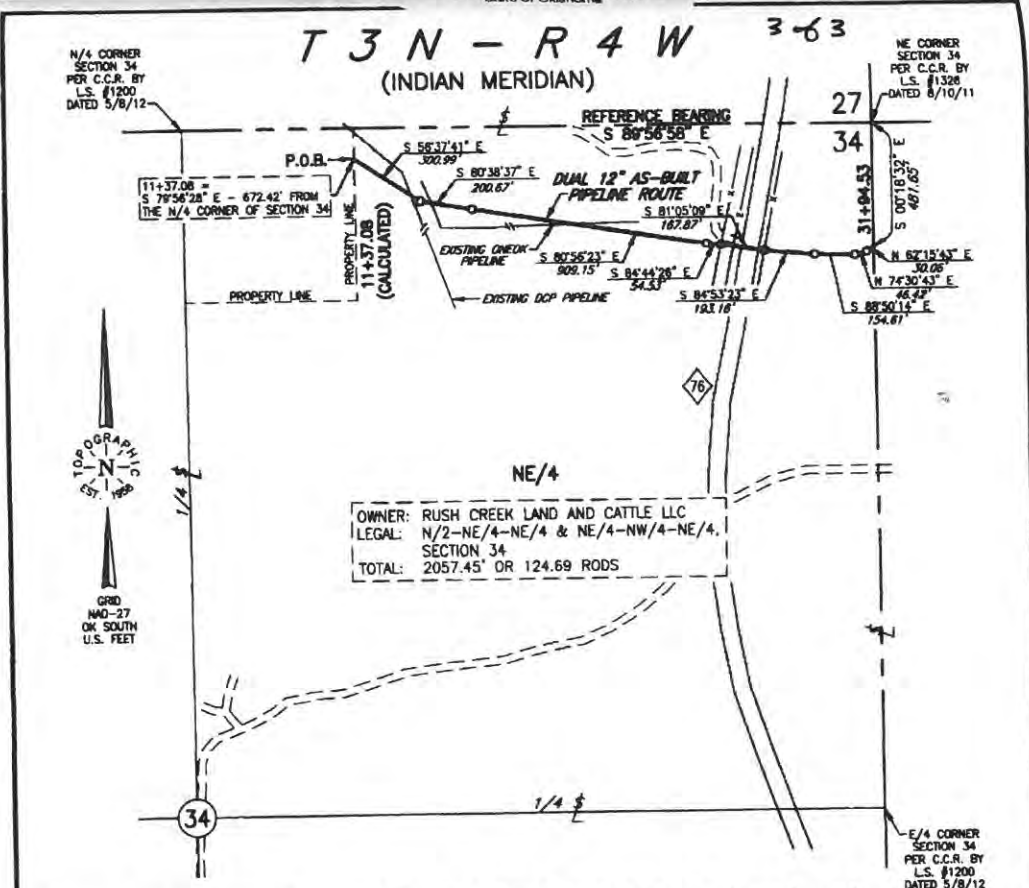 T 3 N - R 4 W
3-63
(INDIAN MERIDIAN)
N/4 CORNER
SECTION 34
PER C.C.R. BY
L.S. #1200
DATED 5/8/12
NE CORNER
SECTION 34
PER C.C.R. BY
L.S. #1328
DATED 8/10/11
27
34
REFERENCE BEARING
S 89°56'58" E
P.O.B.
11+37.08 =
S 79°56'28" E - 672.42' FROM
THE N/4 CORNER OF SECTION 34
S 56°37'41" E
300.99'
S 80°38'37" E
200.67'
DUAL 12" AS-BUILT
PIPELINE ROUTE
S 81°05'09" E
167.87'
31+94.53
S 00°18'32" E
487.65'
PROPERTY LINE
11+37.08
(CALCULATED)
EXISTING ONEOK
PIPELINE
S 80°56'23" E
909.15'
S 84°44'26" E
54.53'
N 62°15'43" E
30.06'
N 74°30'43" E
46.42'
PROPERTY LINE
EXISTING DCP PIPELINE
S 84°53'23" E
193.16'
S 88°50'14" E
154.61'
76
TOPOGRAPHIC
N
EST. 1958
1/4
NE/4
OWNER: RUSH CREEK LAND AND CATTLE LLC
LEGAL: N/2-NE/4-NE/4 & NE/4-NW/4-NE/4,
SECTION 34
TOTAL: 2057.45' OR 124.69 RODS
GRID
NAD-27
OK SOUTH
U.S. FEET
34
1/4
E/4 CORNER
SECTION 34
PER C.C.R. BY
L.S. #1200
DATED 5/8/12